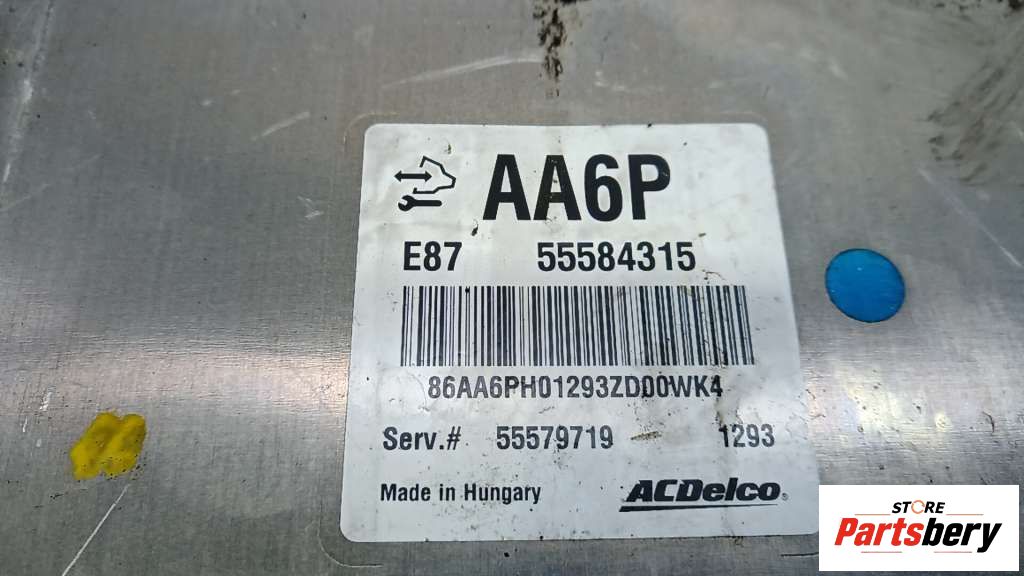 AA6P
E87 55584315
86AA6PH01293ZD00WK4
Serv.# 55579719 1293
Made in Hungary ACDelco®
STORE
Partsbery